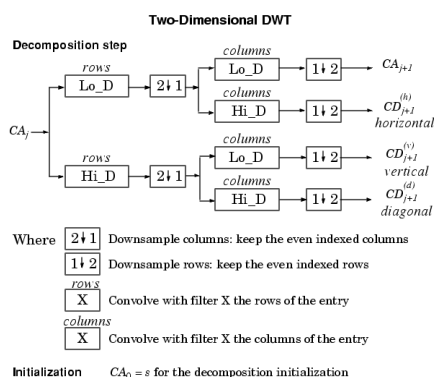 Two-Dimensional DWT
Decomposition step
columns
rows
Lo_D
2↓1
Lo_D
1↓2
CA_{j+1}
columns
Hi_D
1↓2
CD_{j+1}^{(h)}
horizontal
CA_j
rows
Hi_D
2↓1
columns
Lo_D
1↓2
CD_{j+1}^{(v)}
vertical
columns
Hi_D
1↓2
CD_{j+1}^{(d)}
diagonal
Where 2↓1 Downsample columns: keep the even indexed columns
1↓2 Downsample rows: keep the even indexed rows
rows
X Convolve with filter X the rows of the entry
columns
X Convolve with filter X the columns of the entry
Initialization CA_0 = s for the decomposition initialization